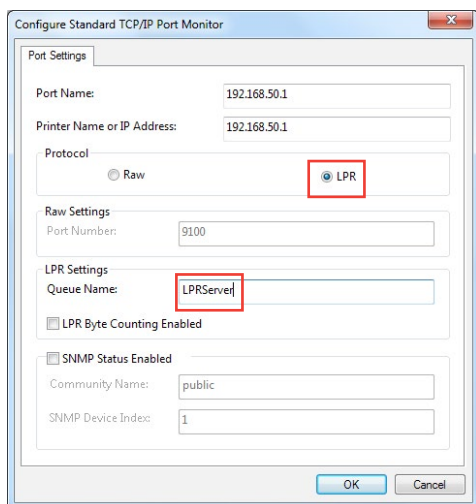 Configure Standard TCP/IP Port Monitor
Port Settings
Port Name: 192.168.50.1
Printer Name or IP Address: 192.168.50.1
Protocol
Raw LPR
Raw Settings
Port Number: 9100
LPR Settings
Queue Name: LPRServer
LPR Byte Counting Enabled
SNMP Status Enabled
Community Name: public
SNMP Device Index: 1
OK Cancel